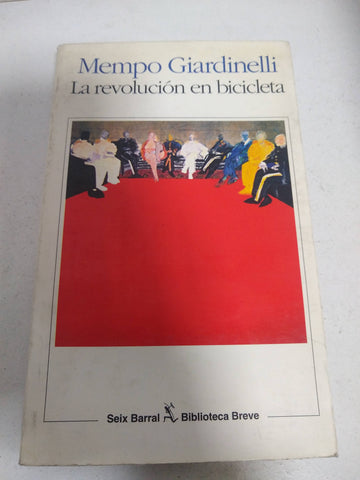 Mempo Giardinelli
La revolución en bicicleta
Seix Barral Biblioteca Breve